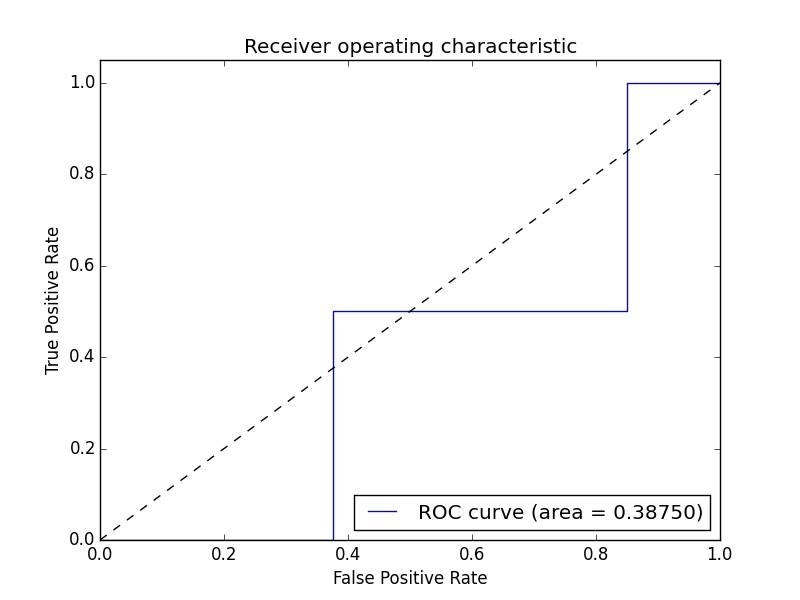 Receiver operating characteristic
1.0
0.8
0.6
0.4
0.2
0.0
True Positive Rate
ROC curve (area = 0.38750)
0.0 0.2 0.4 0.6 0.8 1.0
False Positive Rate